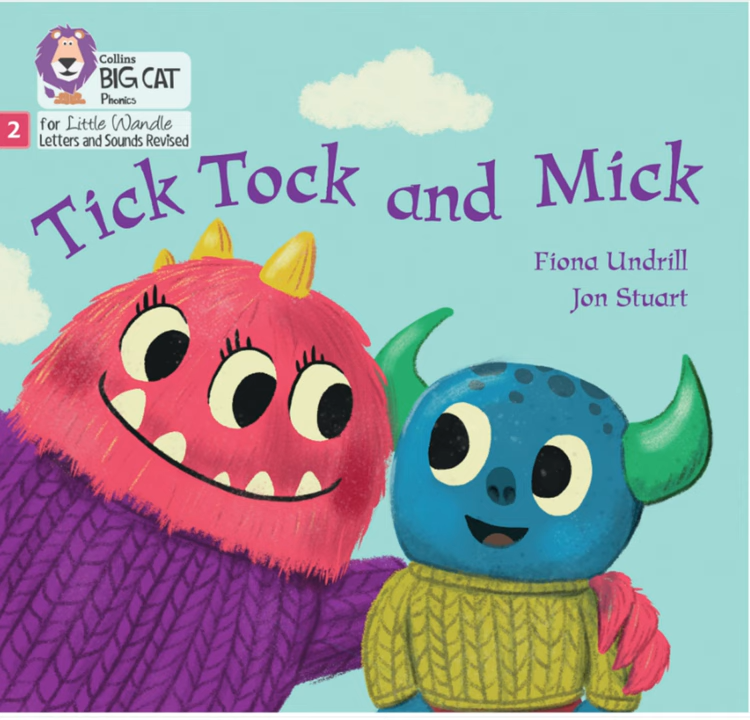 Collins
BIG CAT
Phonics
2
for Little Wandle
Letters and Sounds Revised
Tick Tock and Mick
Fiona Undrill
Jon Stuart